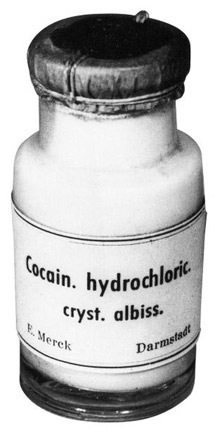 Cocain. hydrochloric.
cryst. albiss.
E. Merck Darmstadt